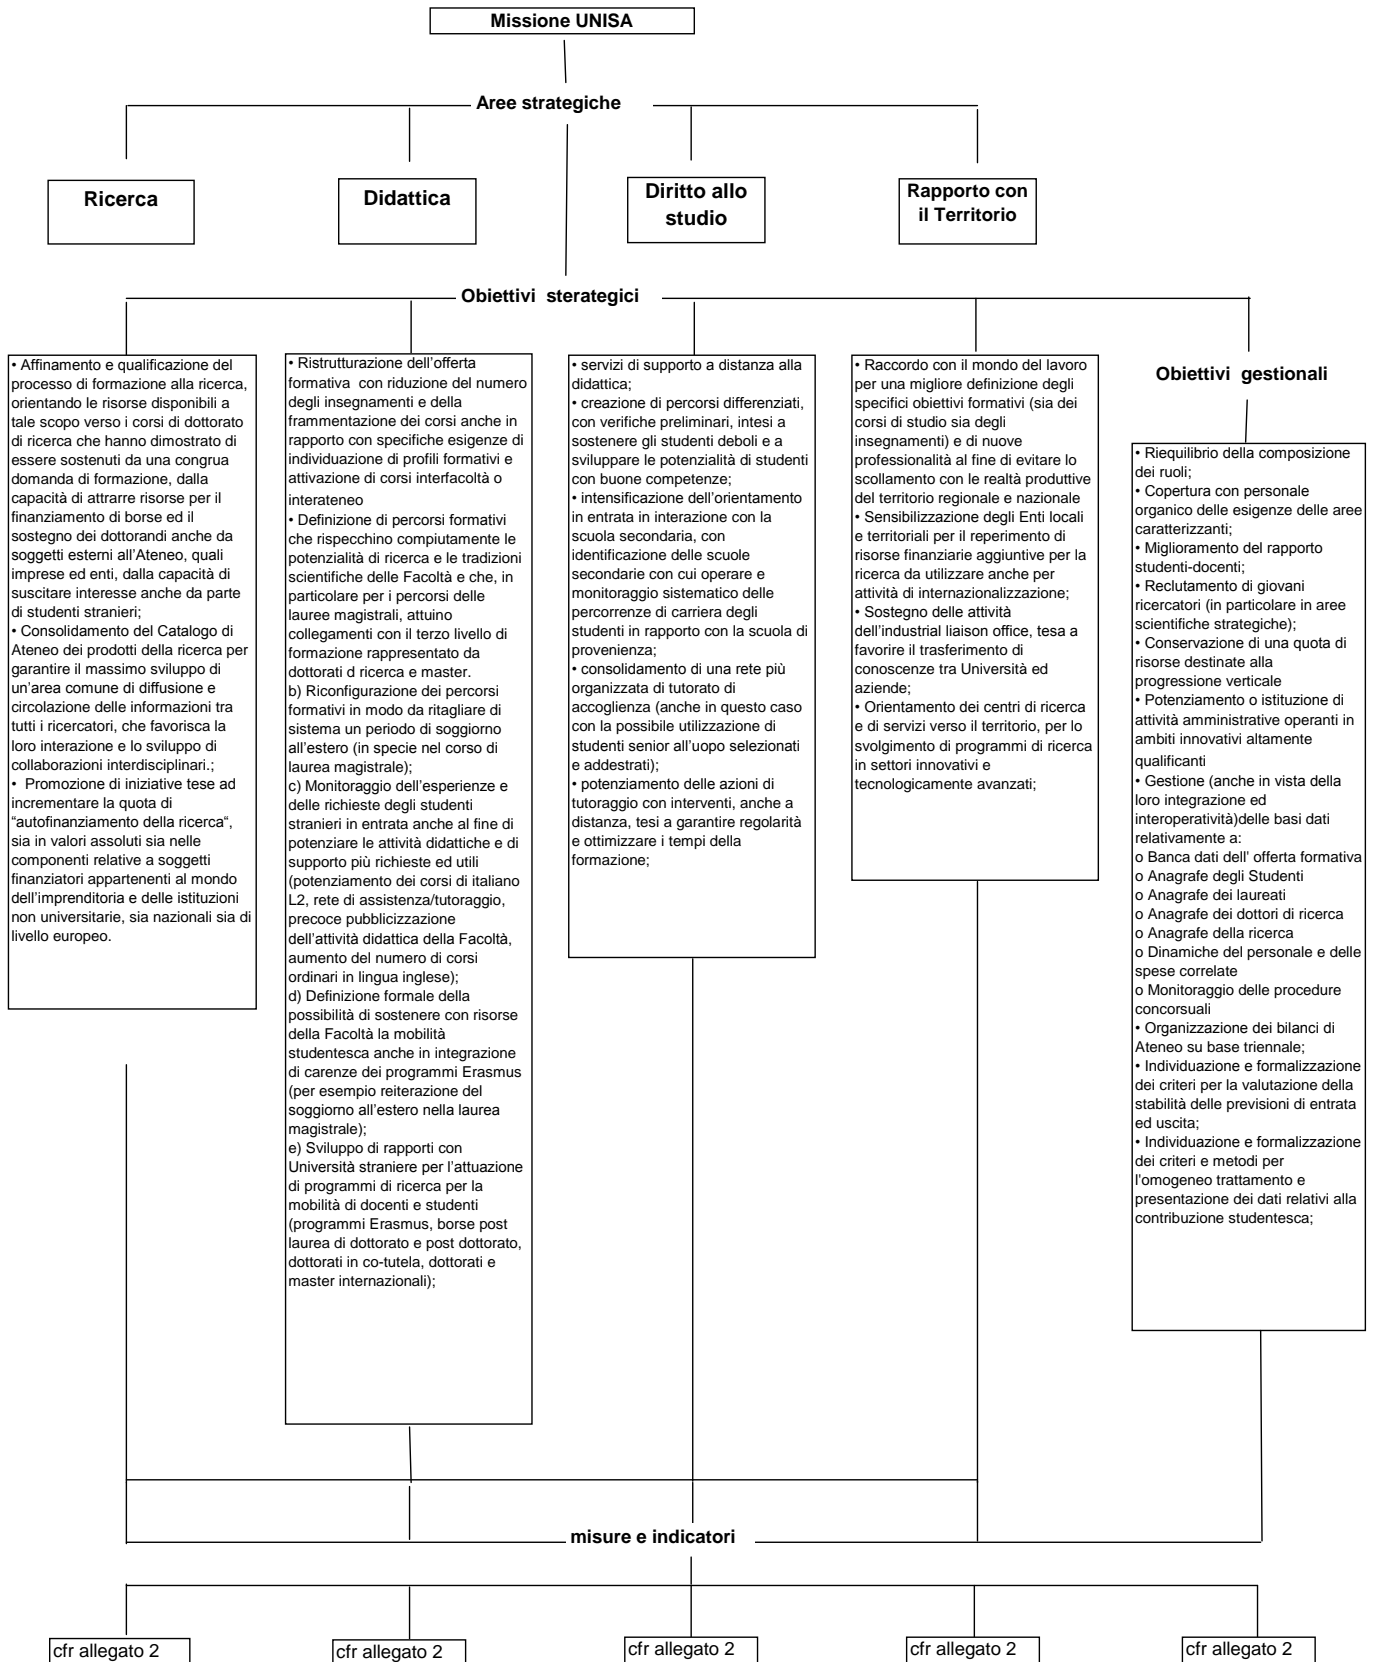 Missione UNISA
Aree strategiche
Ricerca
Didattica
Diritto allo
studio
Rapporto con
il Territorio
Obiettivi  sterategici
• Affinamento e qualificazione del
processo di formazione alla ricerca,
orientando le risorse disponibili a
tale scopo verso i corsi di dottorato
di ricerca che hanno dimostrato di
essere sostenuti da una congrua
domanda di formazione, dalla
capacità di attrarre risorse per il
finanziamento di borse ed il
sostegno dei dottorandi anche da
soggetti esterni all'Ateneo, quali
imprese ed enti, dalla capacità di
suscitare interesse anche da parte
di studenti stranieri;
• Consolidamento del Catalogo di
Ateneo dei prodotti della ricerca per
garantire il massimo sviluppo di
un'area comune di diffusione e
circolazione delle informazioni tra
tutti i ricercatori, che favorisca la
loro interazione e lo sviluppo di
collaborazioni interdisciplinari.;
•  Promozione di iniziative tese ad
incrementare la quota di
“autofinanziamento della ricerca“,
sia in valori assoluti sia nelle
componenti relative a soggetti
finanziatori appartenenti al mondo
dell'imprenditoria e delle istituzioni
non universitarie, sia nazionali sia di
livello europeo.
• Ristrutturazione dell'offerta
formativa  con riduzione del numero
degli insegnamenti e della
frammentazione dei corsi anche in
rapporto con specifiche esigenze di
individuazione di profili formativi e
attivazione di corsi interfacoltà o
interateneo
• Definizione di percorsi formativi
che rispecchino compiutamente le
potenzialità di ricerca e le tradizioni
scientifiche delle Facoltà e che, in
particolare per i percorsi delle
lauree magistrali, attuino
collegamenti con il terzo livello di
formazione rappresentato da
dottorati d ricerca e master.
b) Riconfigurazione dei percorsi
formativi in modo da ritagliare di
sistema un periodo di soggiorno
all'estero (in specie nel corso di
laurea magistrale);
c) Monitoraggio dell'esperienze e
delle richieste degli studenti
stranieri in entrata anche al fine di
potenziare le attività didattiche e di
supporto più richieste ed utili
(potenziamento dei corsi di italiano
L2, rete di assistenza/tutoraggio,
precoce pubblicizzazione
dell'attività didattica della Facoltà,
aumento del numero di corsi
ordinari in lingua inglese);
d) Definizione formale della
possibilità di sostenere con risorse
della Facoltà la mobilità
studentesca anche in integrazione
di carenze dei programmi Erasmus
(per esempio reiterazione del
soggiorno all'estero nella laurea
magistrale);
e) Sviluppo di rapporti con
Università straniere per l'attuazione
di programmi di ricerca per la
mobilità di docenti e studenti
(programmi Erasmus, borse post
laurea di dottorato e post dottorato,
dottorati in co-tutela, dottorati e
master internazionali);
• servizi di supporto a distanza alla
didattica;
• creazione di percorsi differenziati,
con verifiche preliminari, intesi a
sostenere gli studenti deboli e a
sviluppare le potenzialità di studenti
con buone competenze;
• intensificazione dell'orientamento
in entrata in interazione con la
scuola secondaria, con
identificazione delle scuole
secondarie con cui operare e
monitoraggio sistematico delle
percorrenze di carriera degli
studenti in rapporto con la scuola di
provenienza;
• consolidamento di una rete più
organizzata di tutorato di
accoglienza (anche in questo caso
con la possibile utilizzazione di
studenti senior all'uopo selezionati
e addestrati);
• potenziamento delle azioni di
tutoraggio con interventi, anche a
distanza, tesi a garantire regolarità
e ottimizzare i tempi della
formazione;
• Raccordo con il mondo del lavoro
per una migliore definizione degli
specifici obiettivi formativi (sia dei
corsi di studio sia degli
insegnamenti) e di nuove
professionalità al fine di evitare lo
scollamento con le realtà produttive
del territorio regionale e nazionale
• Sensibilizzazione degli Enti locali
e territoriali per il reperimento di
risorse finanziarie aggiuntive per la
ricerca da utilizzare anche per
attività di internazionalizzazione;
• Sostegno delle attività
dell'industrial liaison office, tesa a
favorire il trasferimento di
conoscenze tra Università ed
aziende;
• Orientamento dei centri di ricerca
e di servizi verso il territorio, per lo
svolgimento di programmi di ricerca
in settori innovativi e
tecnologicamente avanzati;
Obiettivi  gestionali
• Riequilibrio della composizione
dei ruoli;
• Copertura con personale
organico delle esigenze delle aree
caratterizzanti;
• Miglioramento del rapporto
studenti-docenti;
• Reclutamento di giovani
ricercatori (in particolare in aree
scientifiche strategiche);
• Conservazione di una quota di
risorse destinate alla
progressione verticale
• Potenziamento o istituzione di
attività amministrative operanti in
ambiti innovativi altamente
qualificanti
• Gestione (anche in vista della
loro integrazione ed
interoperatività)delle basi dati
relativamente a:
o Banca dati dell' offerta formativa
o Anagrafe degli Studenti
o Anagrafe dei laureati
o Anagrafe dei dottori di ricerca
o Anagrafe della ricerca
o Dinamiche del personale e delle
spese correlate
o Monitoraggio delle procedure
concorsuali
• Organizzazione dei bilanci di
Ateneo su base triennale;
• Individuazione e formalizzazione
dei criteri per la valutazione della
stabilità delle previsioni di entrata
ed uscita;
• Individuazione e formalizzazione
dei criteri e metodi per
l'omogeneo trattamento e
presentazione dei dati relativi alla
contribuzione studentesca;
misure e indicatori
cfr allegato 2
cfr allegato 2
cfr allegato 2
cfr allegato 2
cfr allegato 2